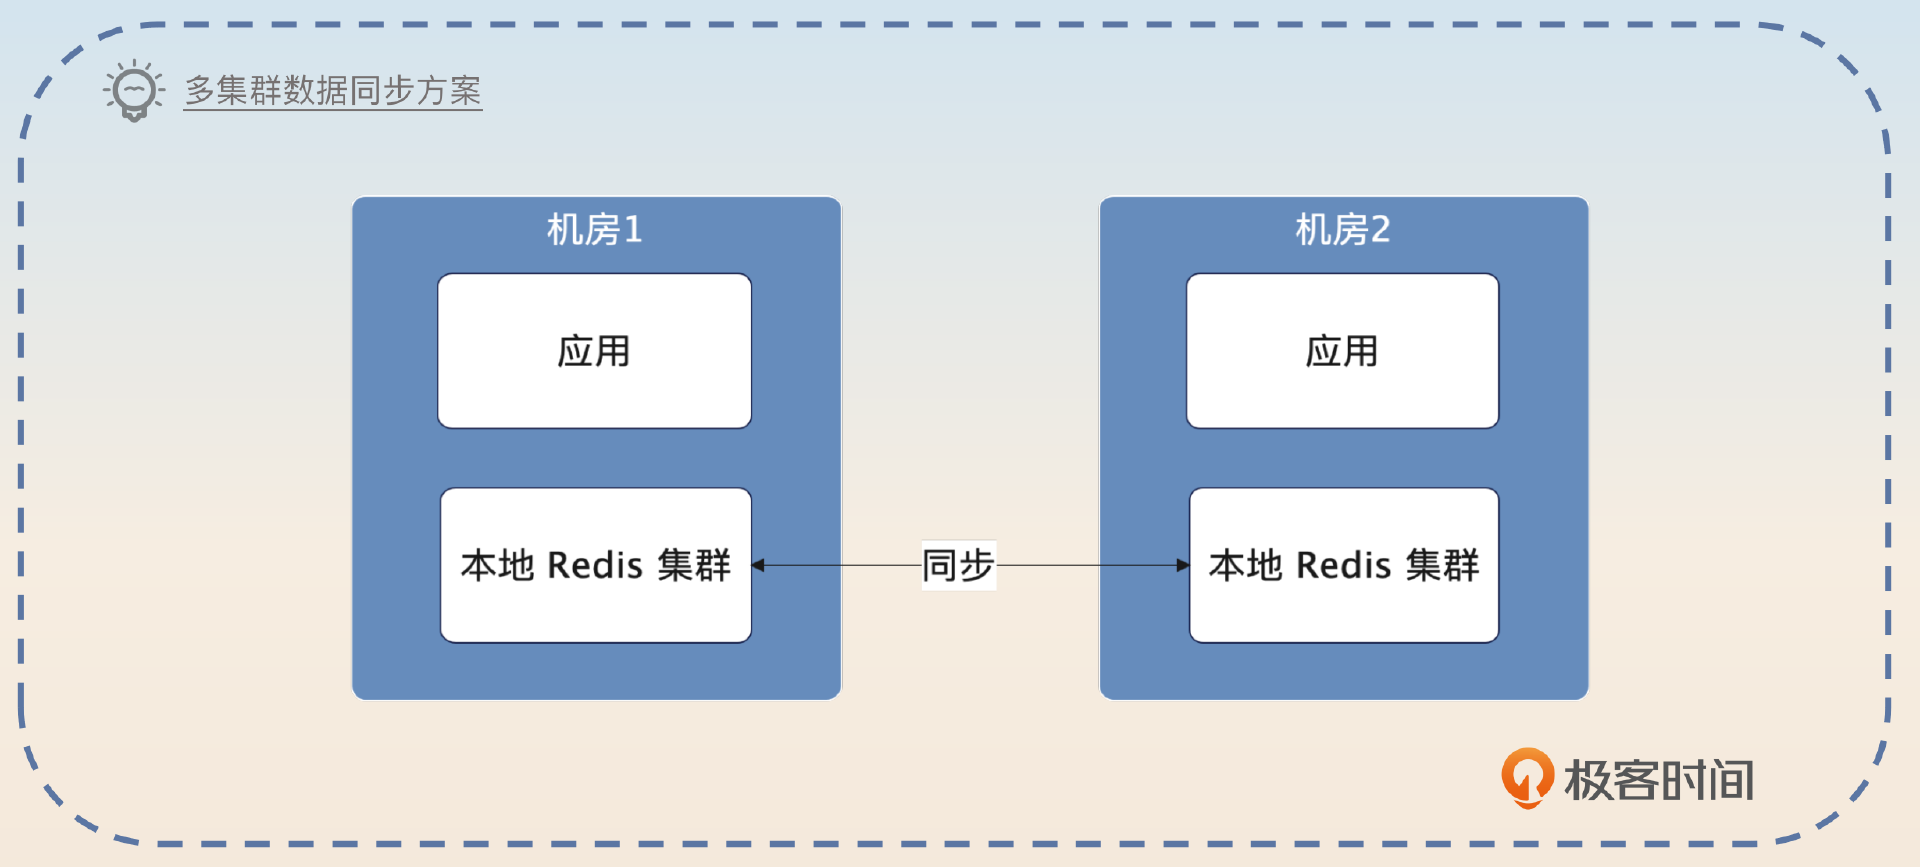 多集群数据同步方案
机房1
机房2
应用
应用
本地 Redis 集群
同步
本地 Redis 集群
极客时间